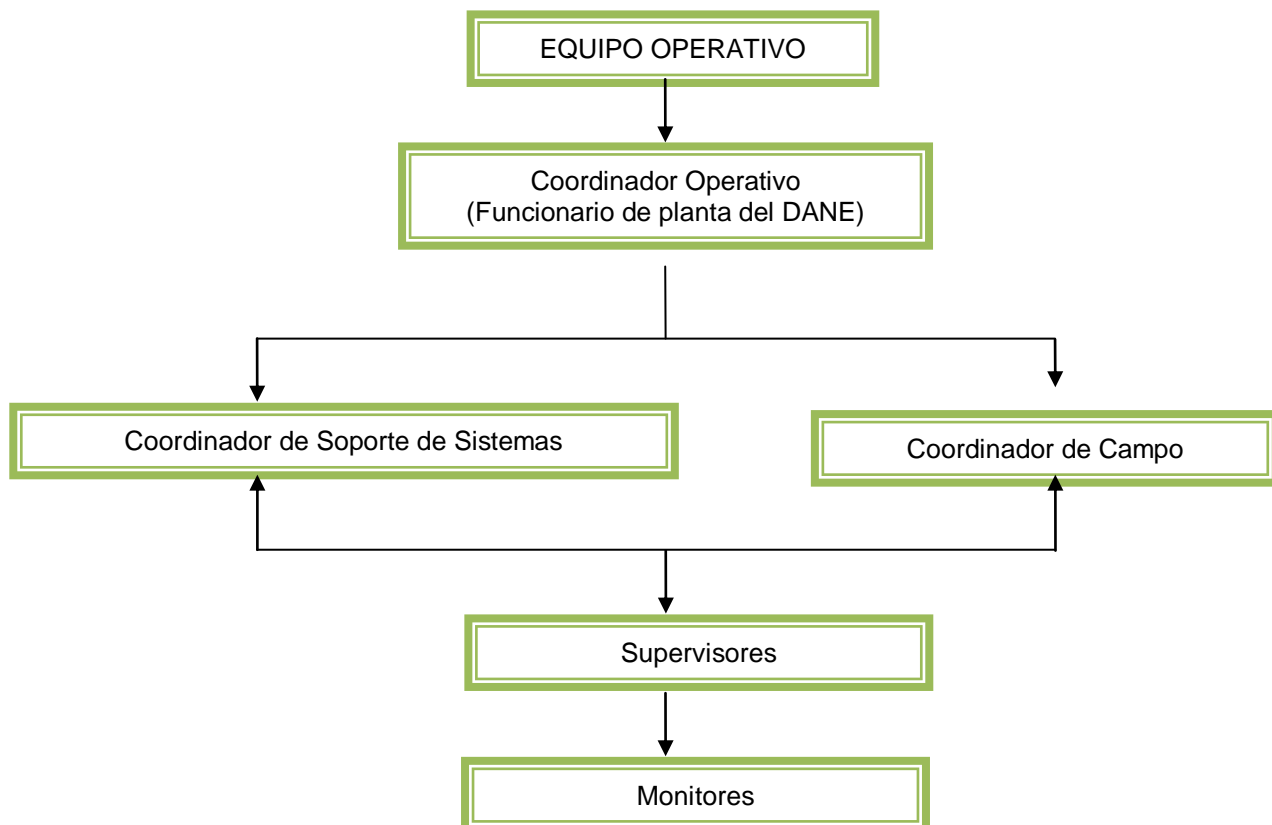 EQUIPO OPERATIVO
Coordinador Operativo
(Funcionario de planta del DANE)
Coordinador de Soporte de Sistemas
Coordinador de Campo
Supervisores
Monitores